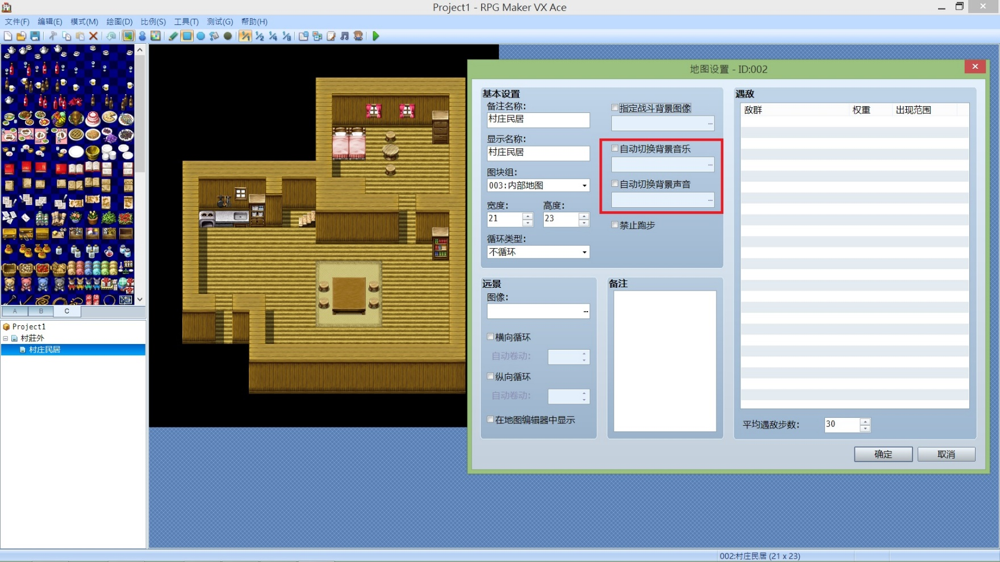 Project1 - RPG Maker VX Ace
文件(F) 编辑(E) 模式(M) 绘图(D) 比例(S) 工具(T) 测试(G) 帮助(H)
1/1 1/2 1/4 1/8
A B C
Project1
村莊外
村庄民居
地图设置 - ID:002
基本设置
备注名称:
村庄民居
显示名称:
村庄民居
图块组:
003:内部地图
宽度: 高度:
21 23
循环类型:
不循环
指定战斗背景图像
...
自动切换背景音乐
...
自动切换背景声音
...
禁止跑步
远景
图像:
...
横向循环
自动卷动:
纵向循环
自动卷动:
在地图编辑器中显示
备注
遇敌
敌群 权重 出现范围
平均遇敌步数: 30
确定 取消
002:村庄民居 (21 x 23)